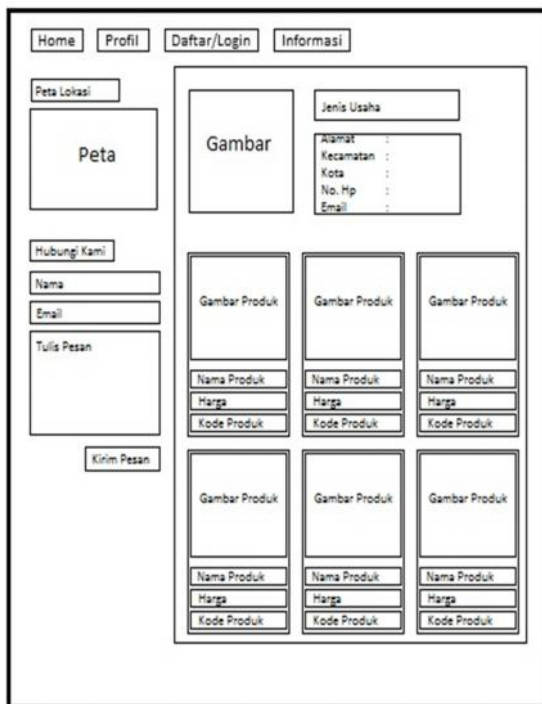 Home Profil Daftar/Login Informasi
Peta Lokasi
Peta
Hubungi Kami
Nama
Email
Tulis Pesan
Kirim Pesan
Gambar
Jenis Usaha
Alamat :
Kecamatan :
Kota :
No. Hp :
Email :
Gambar Produk Gambar Produk Gambar Produk
Nama Produk Nama Produk Nama Produk
Harga Harga Harga
Kode Produk Kode Produk Kode Produk
Gambar Produk Gambar Produk Gambar Produk
Nama Produk Nama Produk Nama Produk
Harga Harga Harga
Kode Produk Kode Produk Kode Produk